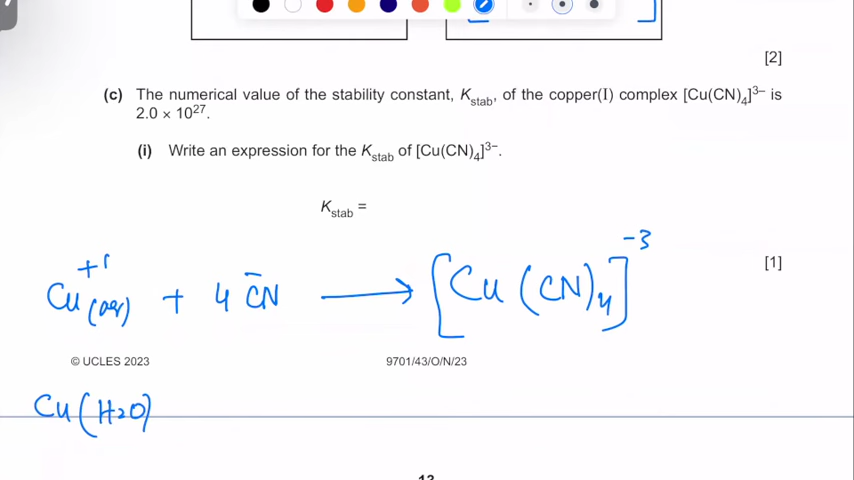 [2]
(c) The numerical value of the stability constant, Kstab, of the copper(I) complex [Cu(CN)4]3– is
2.0 × 10^27.
(i) Write an expression for the Kstab of [Cu(CN)4]3–.
Kstab =
[1]
Cu+1(aq) + 4 C̄N → [Cu(CN)4]-3
© UCLES 2023 9701/43/O/N/23
Cu(H2O)